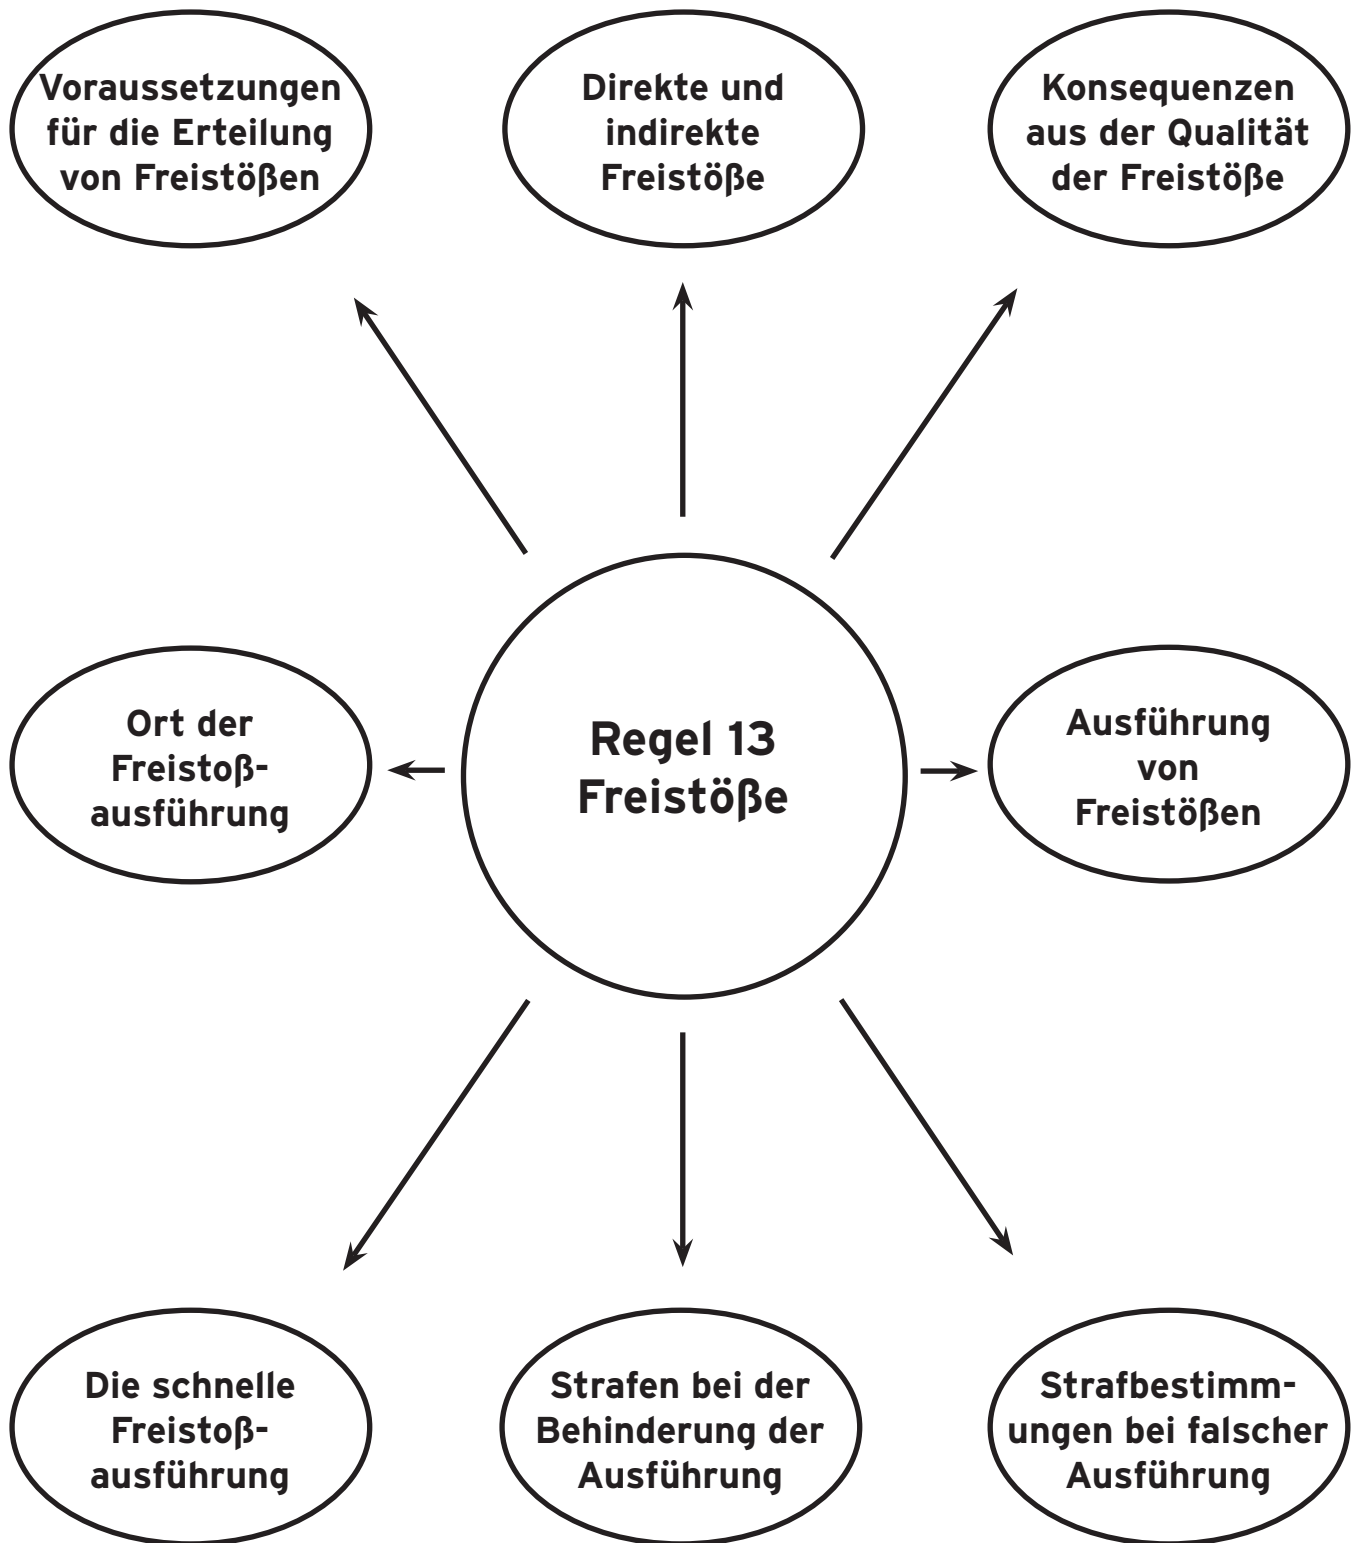 Voraussetzungen
für die Erteilung
von Freistößen
Direkte und
indirekte
Freistöße
Konsequenzen
aus der Qualität
der Freistöße
Ort der
Freistoß-
ausführung
Regel 13
Freistöße
Ausführung
von
Freistößen
Die schnelle
Freistoß-
ausführung
Strafen bei der
Behinderung der
Ausführung
Strafbestimm-
ungen bei falscher
Ausführung